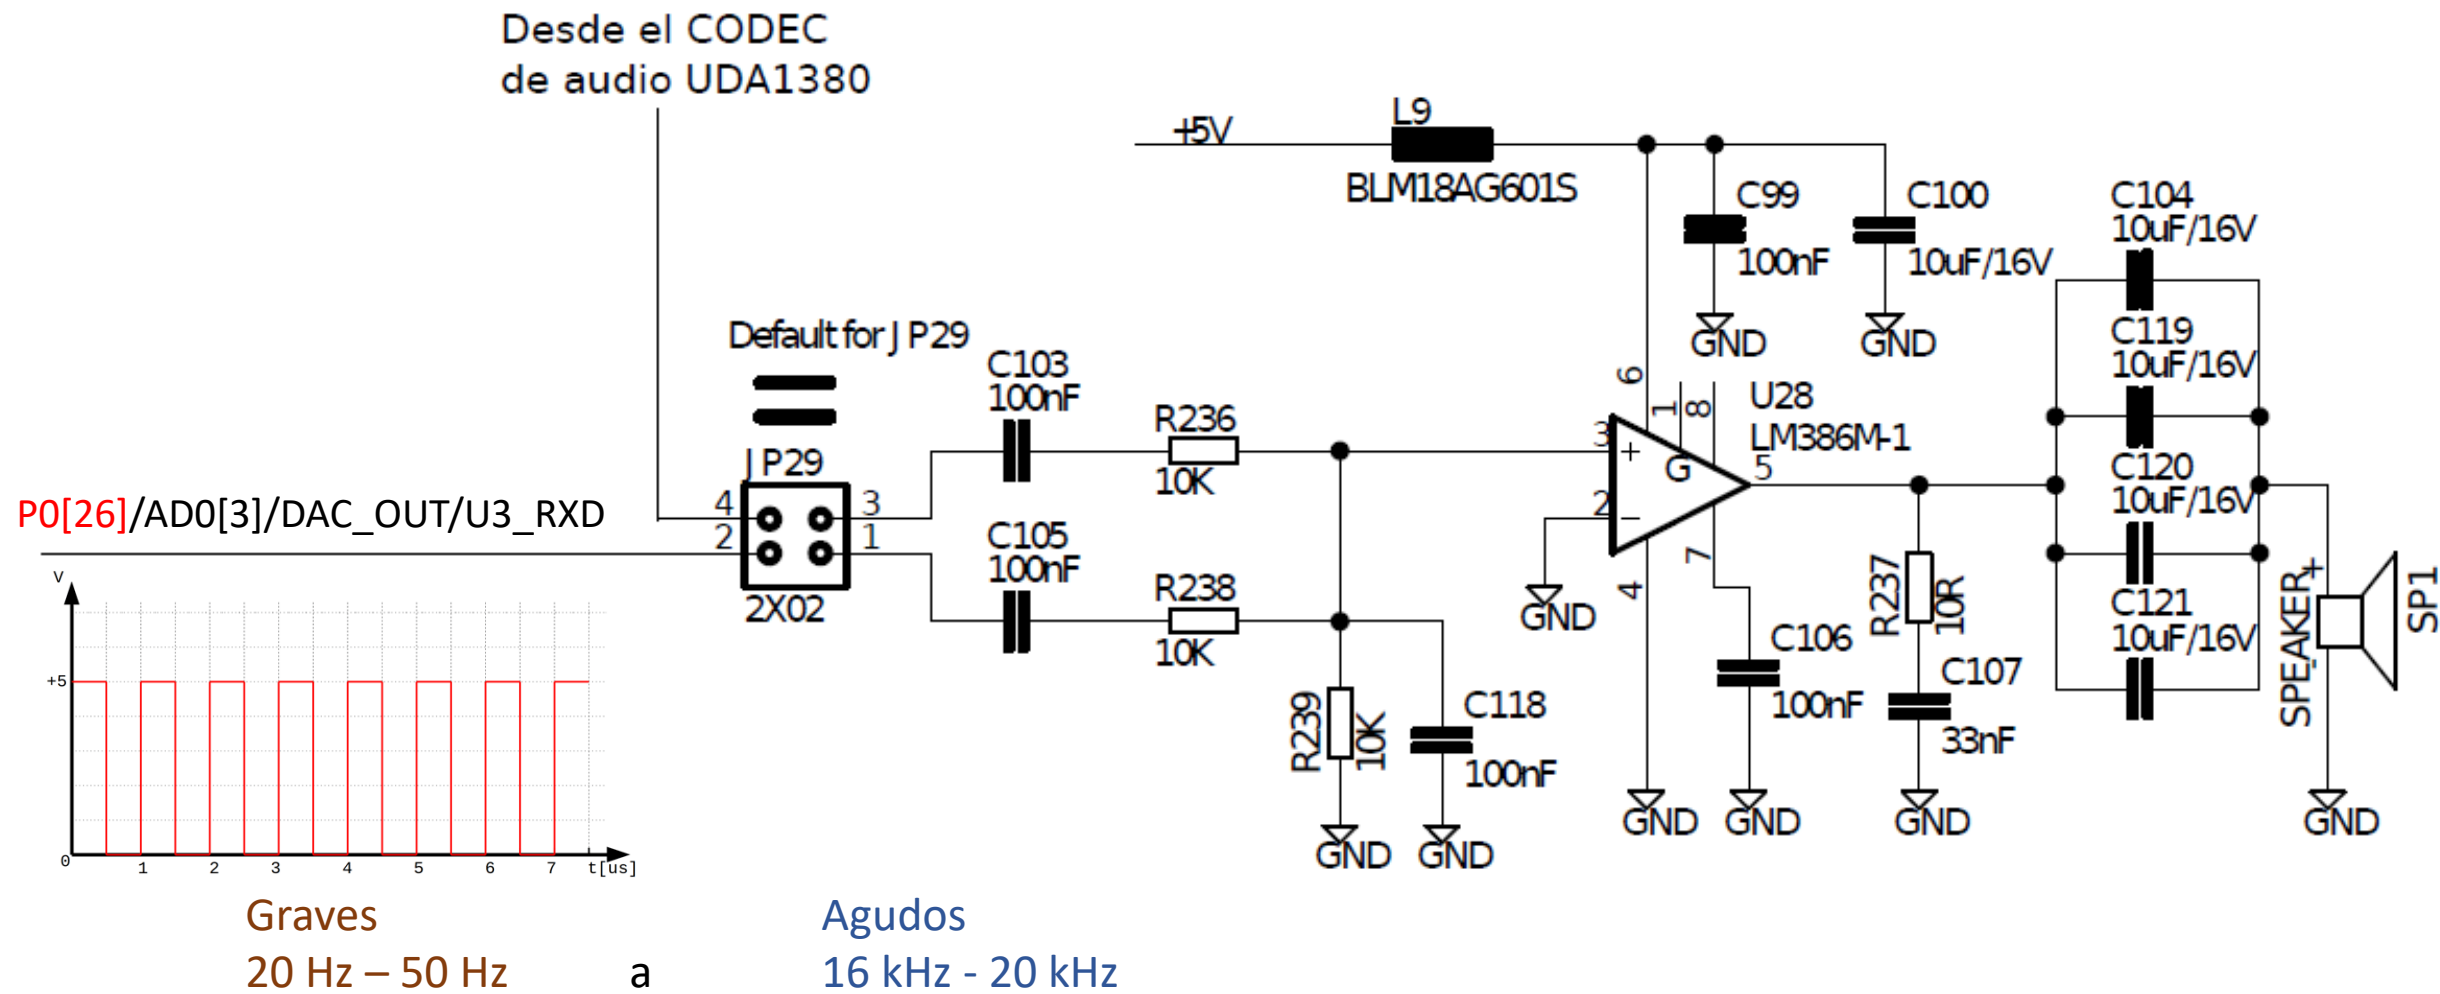 Desde el CODEC
de audio UDA1380
+5V
L9
BLM18AG601S
C99
100nF
GND
C100
10uF/16V
GND
C104
10uF/16V
C119
10uF/16V
C120
10uF/16V
C121
10uF/16V
Default for JP29
JP29
4 3
2 1
2X02
P0[26]/AD0[3]/DAC_OUT/U3_RXD
C103
100nF
R236
10K
C105
100nF
R238
10K
R239
10K
GND
C118
100nF
GND
6
1
8
U28
LM386M-1
3
+
G
5
2
-
GND
4
7
GND
C106
100nF
GND
R237
10R
C107
33nF
GND
SPEAKER
+
-
SP1
GND
V
+5
0 1 2 3 4 5 6 7 t[us]
Graves
20 Hz – 50 Hz
a
Agudos
16 kHz - 20 kHz